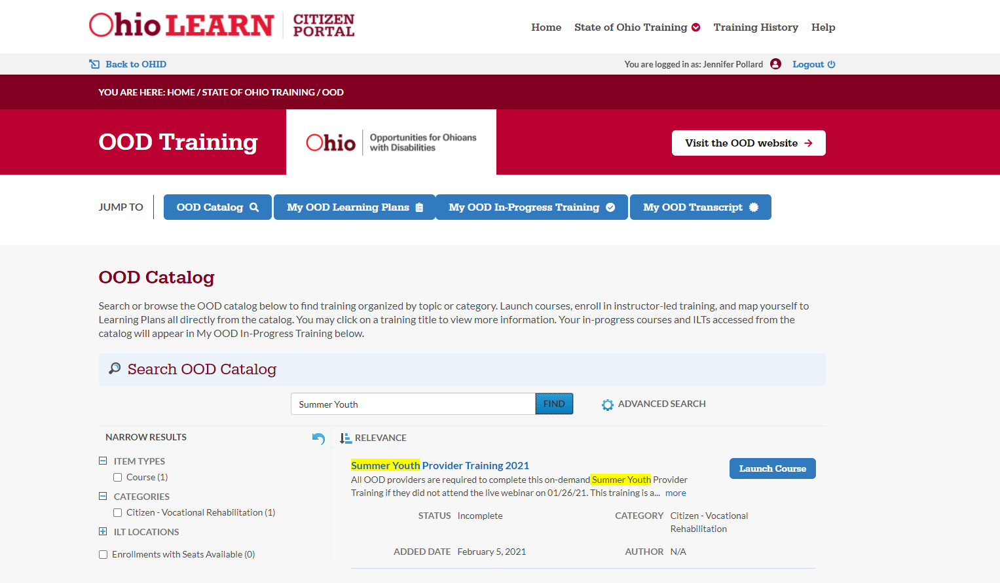 Ohio LEARN CITIZEN PORTAL
Home State of Ohio Training Training History Help
Back to OHID You are logged in as: Jennifer Pollard Logout
YOU ARE HERE: HOME / STATE OF OHIO TRAINING / OOD
OOD Training Ohio Opportunities for Ohioans with Disabilities Visit the OOD website
JUMP TO OOD Catalog My OOD Learning Plans My OOD In-Progress Training My OOD Transcript
OOD Catalog
Search or browse the OOD catalog below to find training organized by topic or category. Launch courses, enroll in instructor-led training, and map yourself to
Learning Plans all directly from the catalog. You may click on a training title to view more information. Your in-progress courses and ILTs accessed from the
catalog will appear in My OOD In-Progress Training below.
Search OOD Catalog
Summer Youth FIND ADVANCED SEARCH
NARROW RESULTS
ITEM TYPES
Course (1)
CATEGORIES
Citizen - Vocational Rehabilitation (1)
ILT LOCATIONS
Enrollments with Seats Available (0)
RELEVANCE
Summer Youth Provider Training 2021 Launch Course
All OOD providers are required to complete this on-demand Summer Youth Provider
Training if they did not attend the live webinar on 01/26/21. This training is a... more
STATUS Incomplete CATEGORY Citizen - Vocational
Rehabilitation
ADDED DATE February 5, 2021 AUTHOR N/A